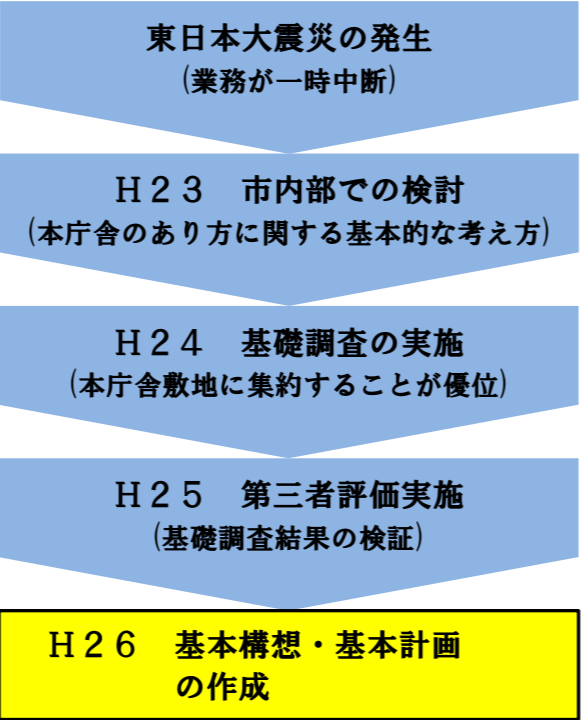 東日本大震災の発生
(業務が一時中断)
Ｈ２３　市内部での検討
(本庁舎のあり方に関する基本的な考え方)
Ｈ２４　基礎調査の実施
(本庁舎敷地に集約することが優位)
Ｈ２５　第三者評価実施
(基礎調査結果の検証)
Ｈ２６　基本構想・基本計画
の作成